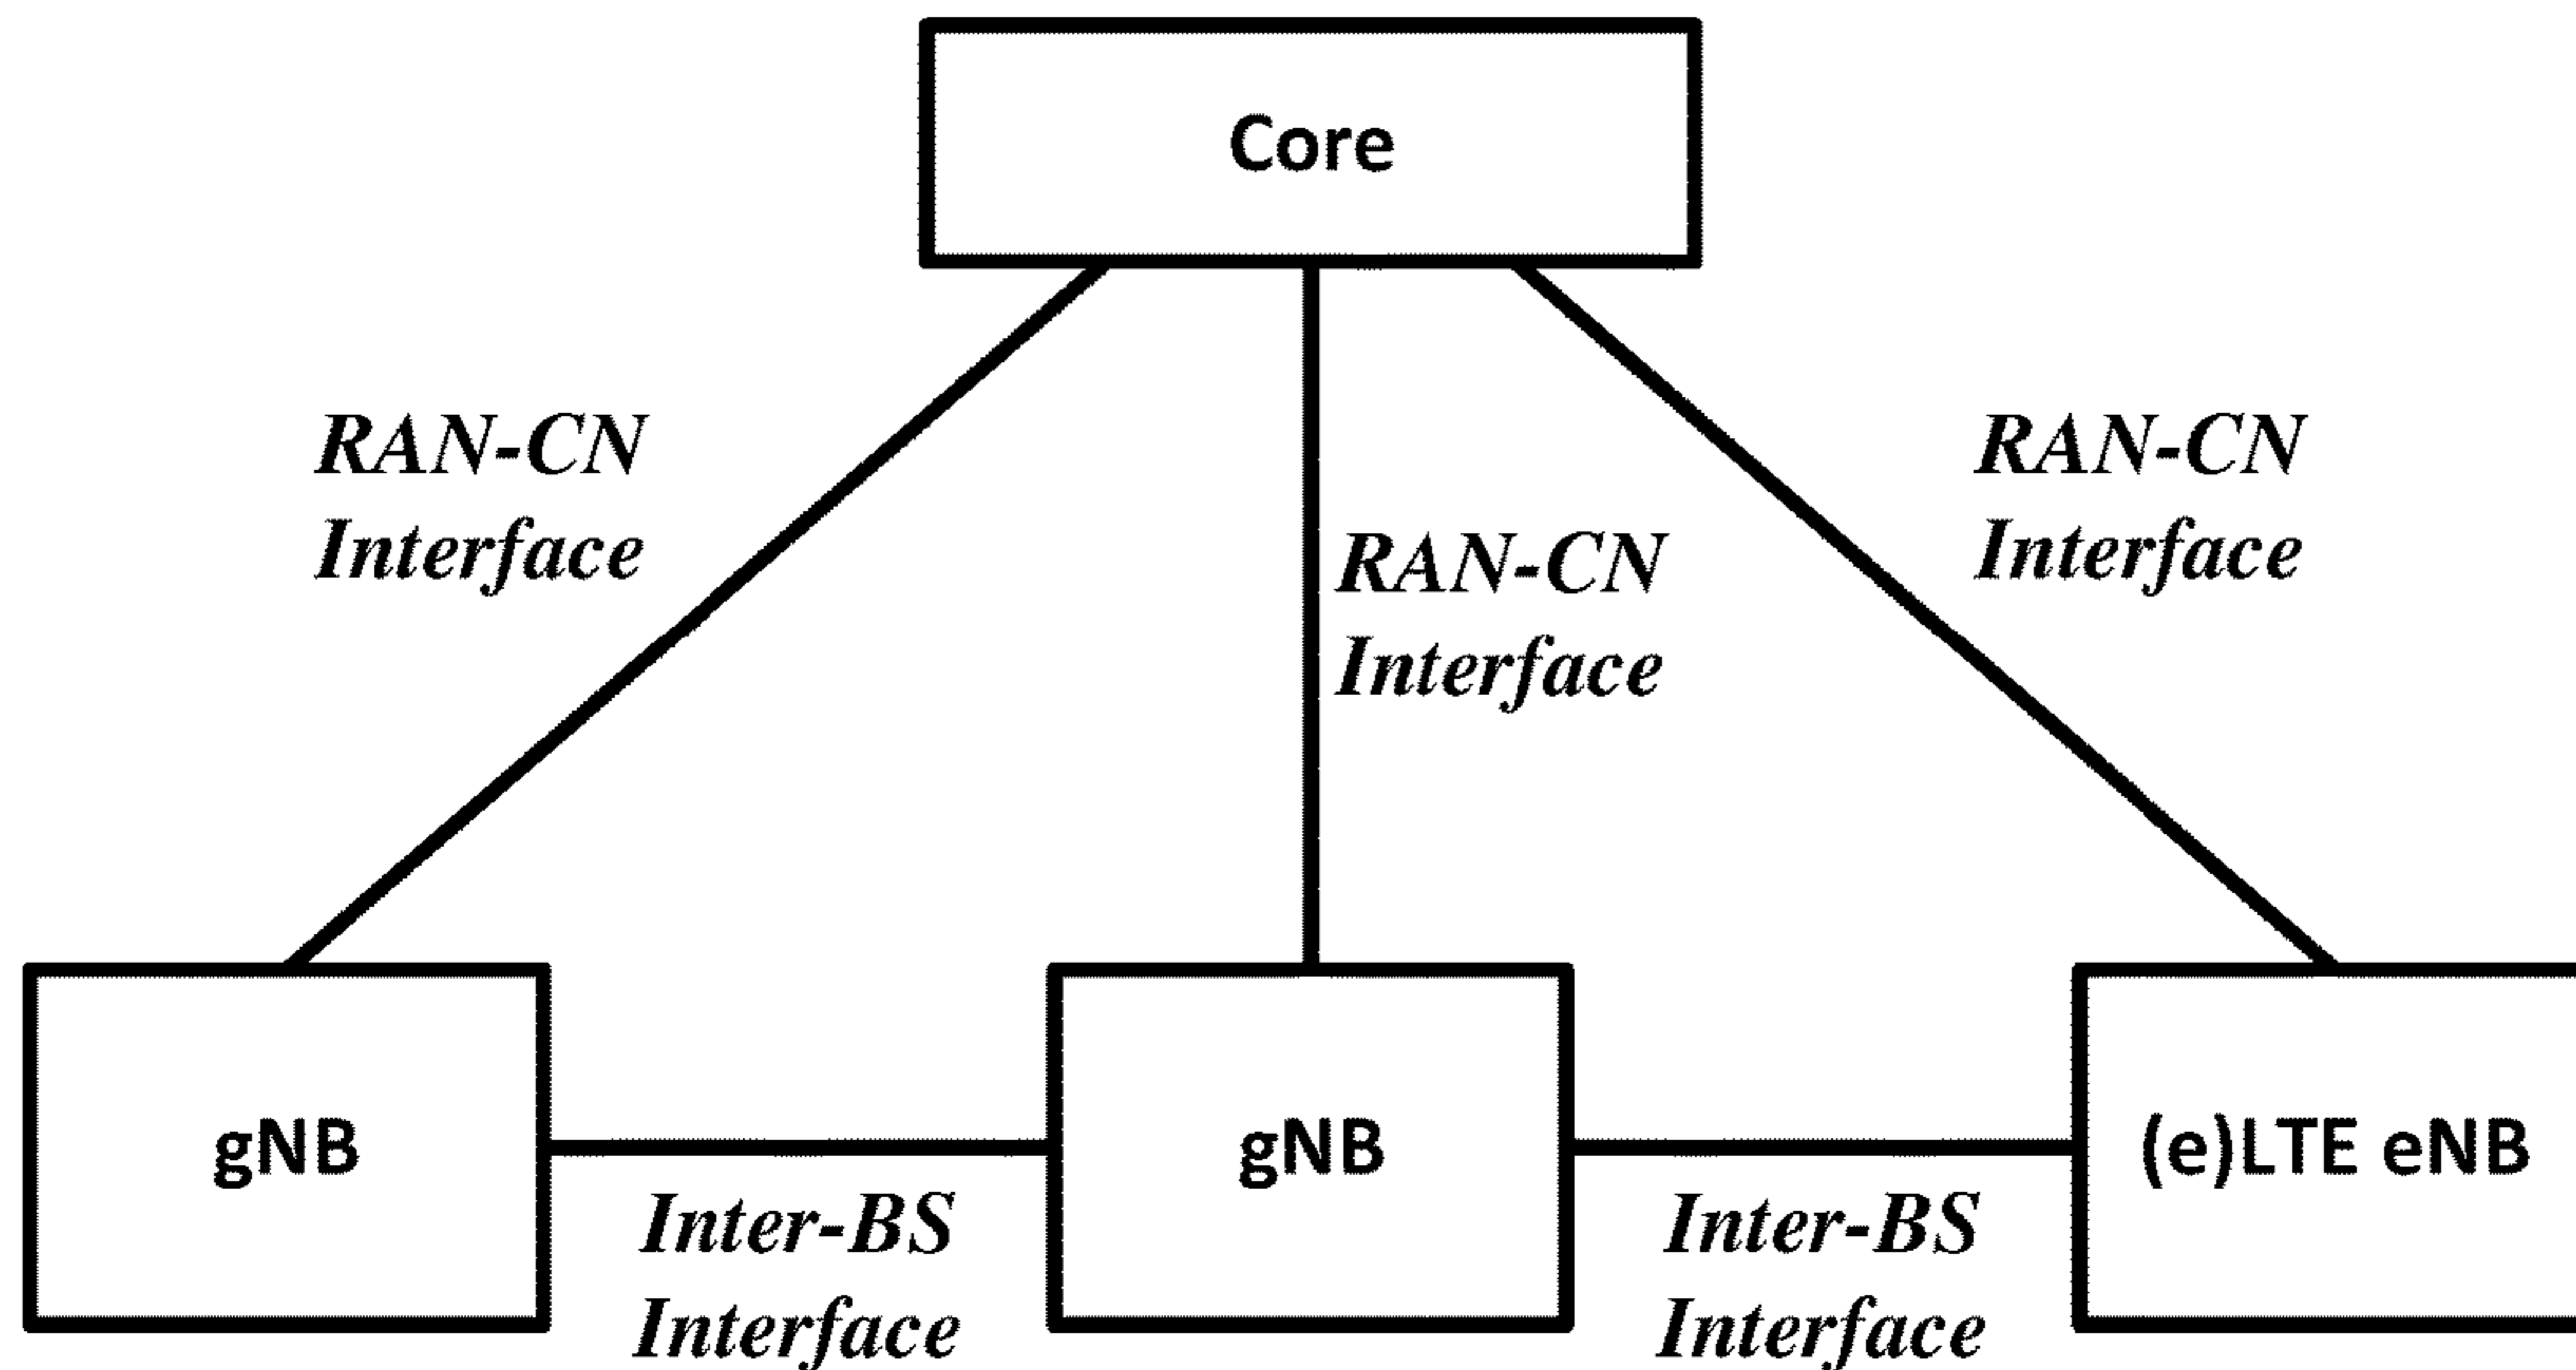 Core
RAN-CN
Interface
RAN-CN
Interface
RAN-CN
Interface
gNB
gNB
(e)LTE eNB
Inter-BS
Interface
Inter-BS
Interface